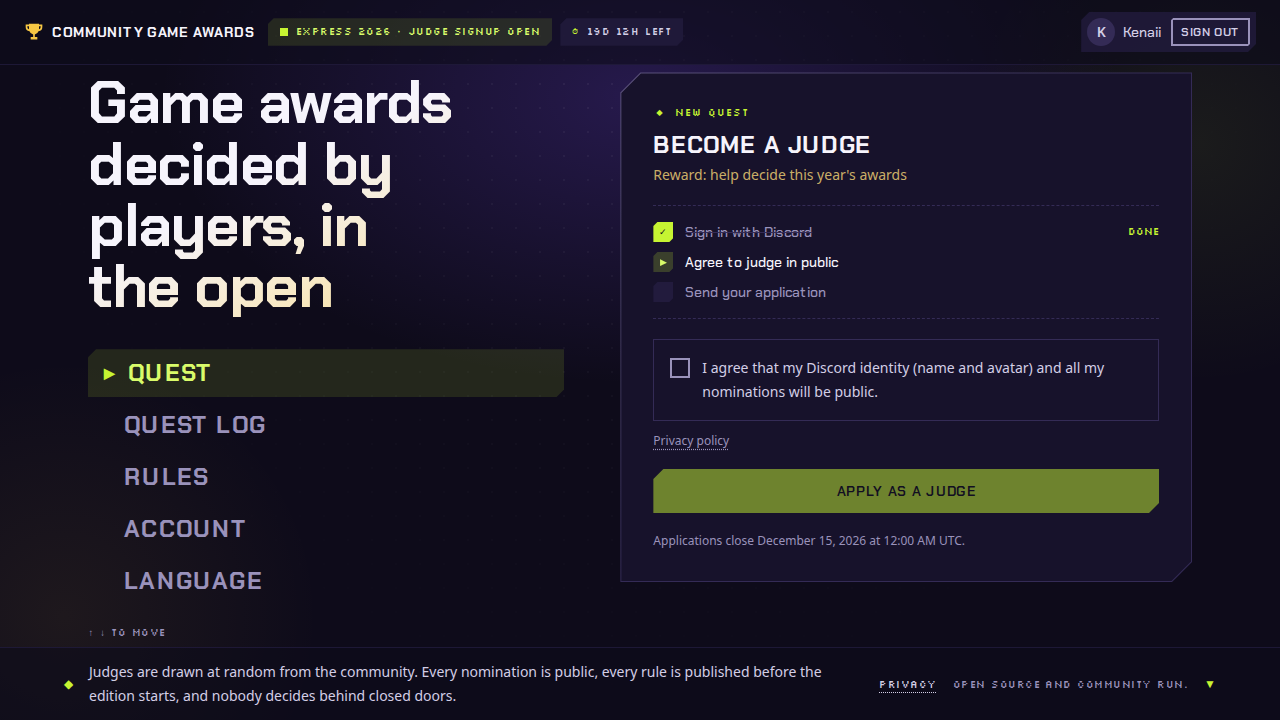 COMMUNITY GAME AWARDS
EXPRESS 2026 · JUDGE SIGNUP OPEN
19D 12H LEFT
K
Kenaii
SIGN OUT
Game awards
decided by
players, in
the open
▶ QUEST
QUEST LOG
RULES
ACCOUNT
LANGUAGE
↑ ↓ TO MOVE
◆ NEW QUEST
BECOME A JUDGE
Reward: help decide this year's awards
✓ Sign in with Discord DONE
▶ Agree to judge in public
Send your application
I agree that my Discord identity (name and avatar) and all my
nominations will be public.
Privacy policy
APPLY AS A JUDGE
Applications close December 15, 2026 at 12:00 AM UTC.
◆ Judges are drawn at random from the community. Every nomination is public, every rule is published before the
edition starts, and nobody decides behind closed doors.
PRIVACY OPEN SOURCE AND COMMUNITY RUN. ▼